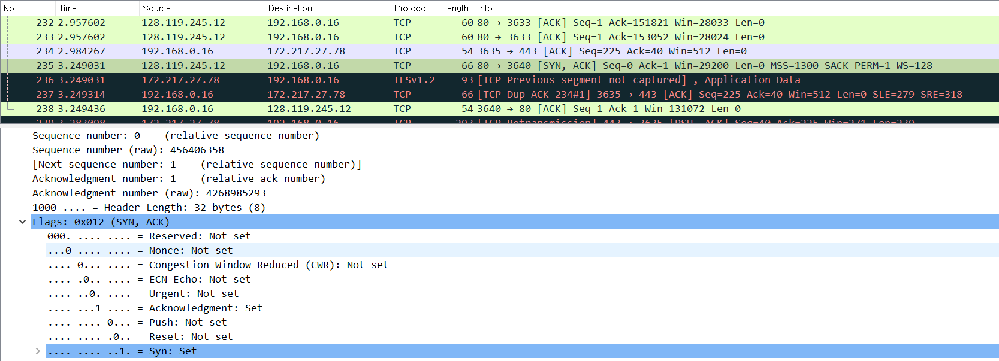 No. Time Source Destination Protocol Length Info
232 2.957602 128.119.245.12 192.168.0.16 TCP 60 80 → 3633 [ACK] Seq=1 Ack=151821 Win=28033 Len=0
233 2.957602 128.119.245.12 192.168.0.16 TCP 60 80 → 3633 [ACK] Seq=1 Ack=153052 Win=28024 Len=0
234 2.984267 192.168.0.16 172.217.27.78 TCP 54 3635 → 443 [ACK] Seq=225 Ack=40 Win=512 Len=0
235 3.249031 128.119.245.12 192.168.0.16 TCP 66 80 → 3640 [SYN, ACK] Seq=0 Ack=1 Win=29200 Len=0 MSS=1300 SACK_PERM=1 WS=128
236 3.249031 172.217.27.78 192.168.0.16 TLSv1.2 93 [TCP Previous segment not captured] , Application Data
237 3.249314 192.168.0.16 172.217.27.78 TCP 66 [TCP Dup ACK 234#1] 3635 → 443 [ACK] Seq=225 Ack=40 Win=512 Len=0 SLE=279 SRE=318
238 3.249436 192.168.0.16 128.119.245.12 TCP 54 3640 → 80 [ACK] Seq=1 Ack=1 Win=131072 Len=0
239 3.283098 172.217.27.78 192.168.0.16 TCP 293 [TCP Retransmission] 443 → 3635 [PSH, ACK] Seq=40 Ack=225 Win=271 Len=239
Sequence number: 0 (relative sequence number)
Sequence number (raw): 456406358
[Next sequence number: 1 (relative sequence number)]
Acknowledgment number: 1 (relative ack number)
Acknowledgment number (raw): 4268985293
1000 .... = Header Length: 32 bytes (8)
Flags: 0x012 (SYN, ACK)
000. .... .... = Reserved: Not set
...0 .... .... = Nonce: Not set
.... 0... .... = Congestion Window Reduced (CWR): Not set
.... .0.. .... = ECN-Echo: Not set
.... ..0. .... = Urgent: Not set
.... ...1 .... = Acknowledgment: Set
.... .... 0... = Push: Not set
.... .... .0.. = Reset: Not set
.... .... ..1. = Syn: Set